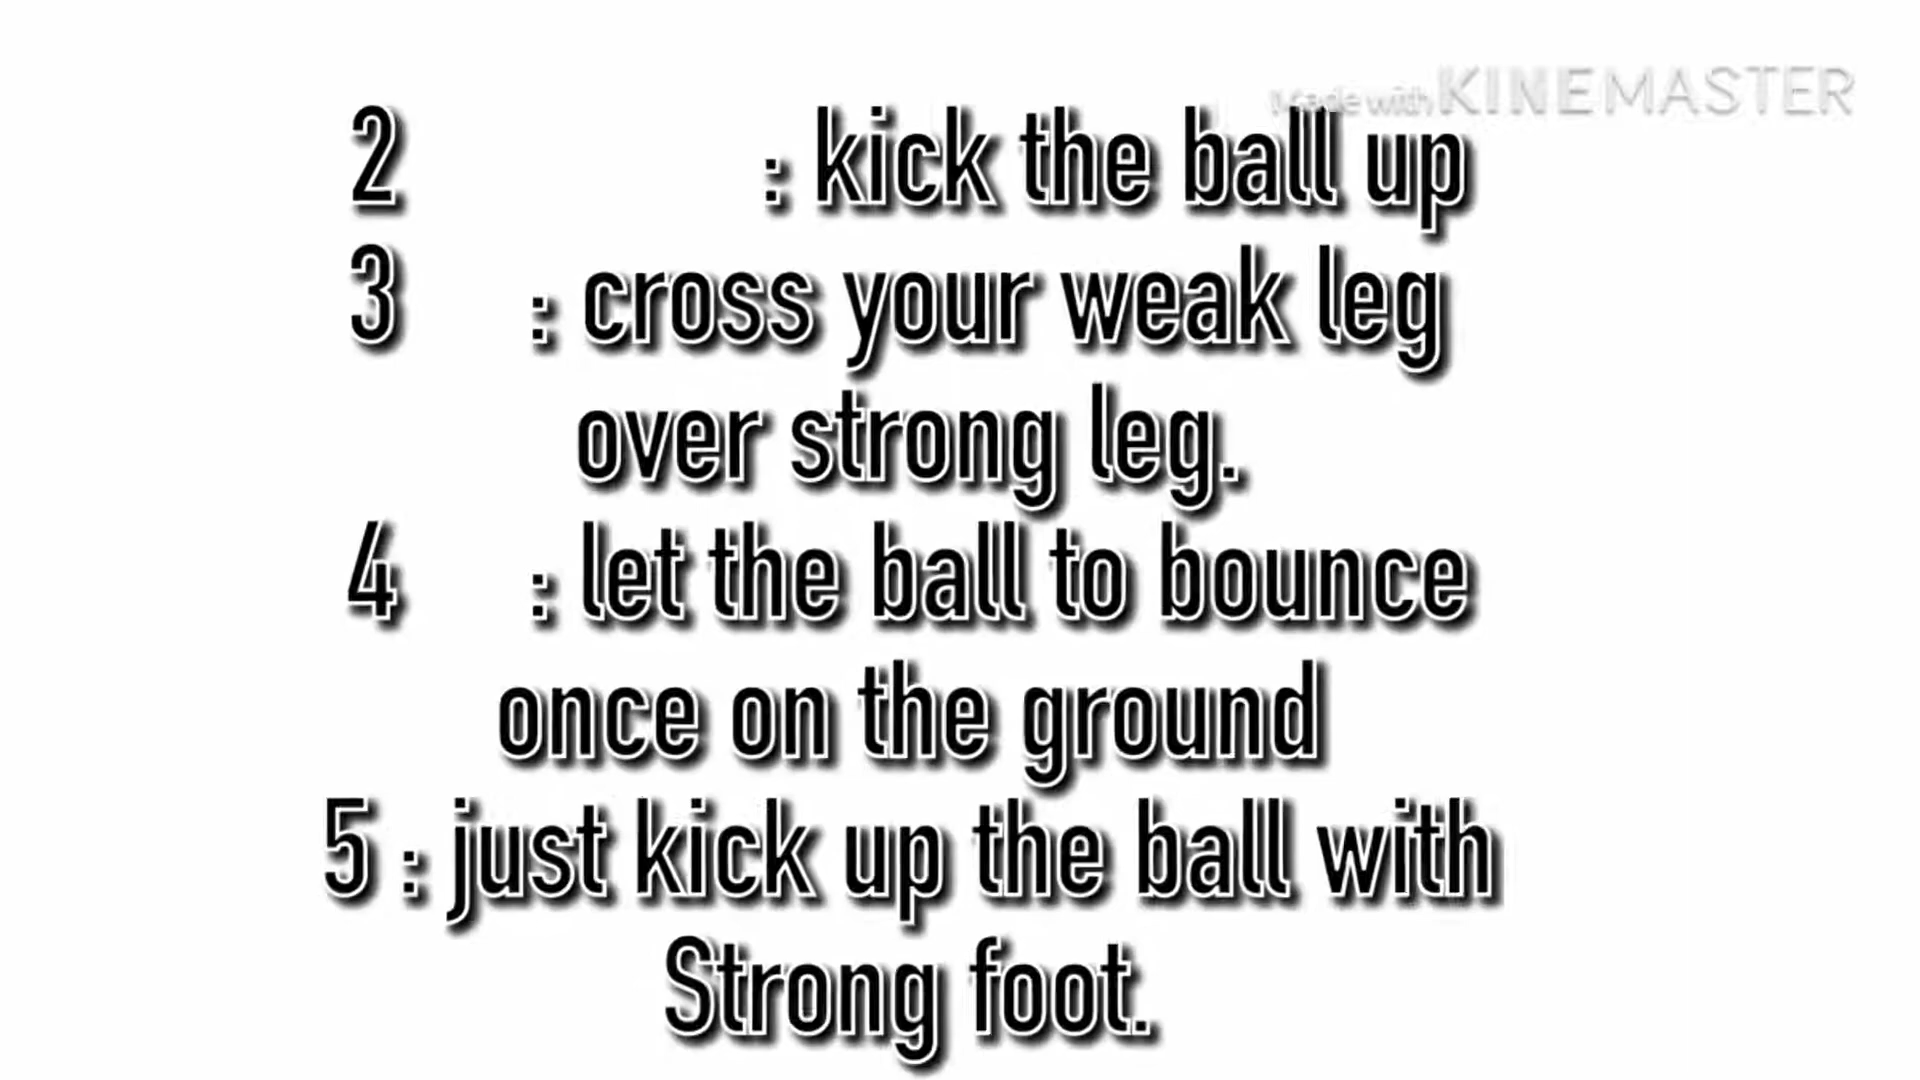 Made with KINEMASTER
2 : kick the ball up
3 : cross your weak leg
over strong leg.
4 : let the ball to bounce
once on the ground
5 : just kick up the ball with
Strong foot.